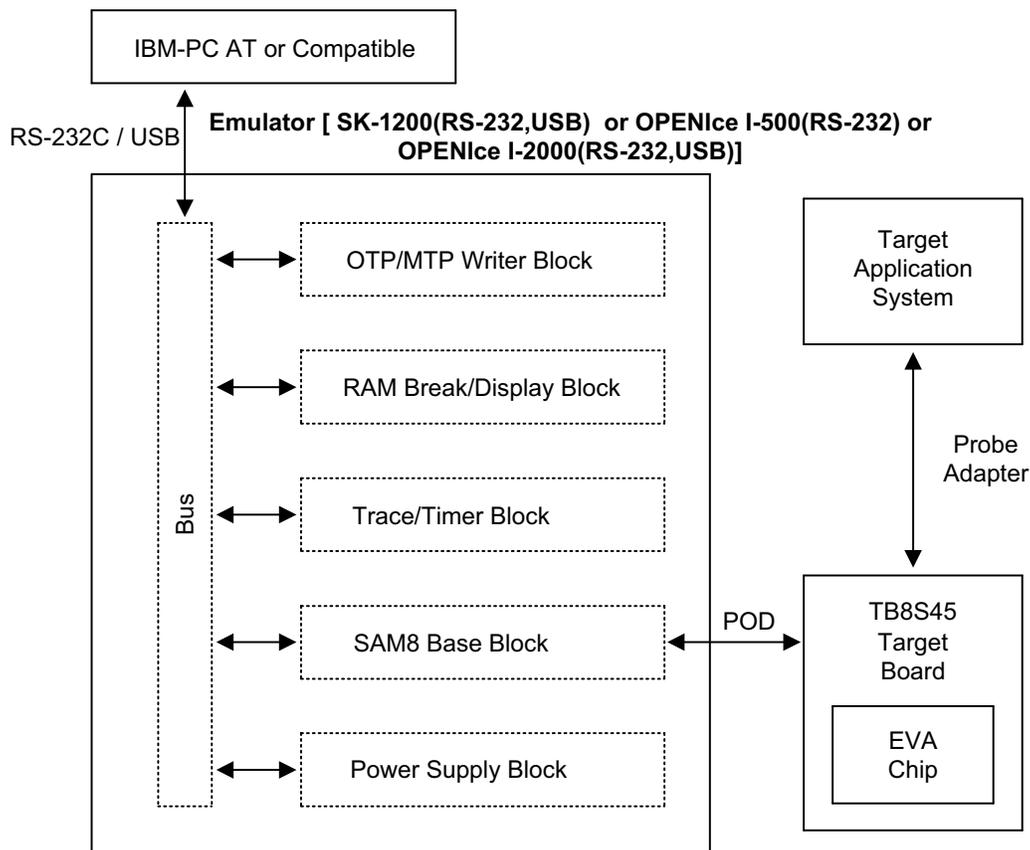 IBM-PC AT or Compatible
RS-232C / USB
Emulator [ SK-1200(RS-232,USB) or OPENIce I-500(RS-232) or
OPENIce I-2000(RS-232,USB)]
Bus
OTP/MTP Writer Block
RAM Break/Display Block
Trace/Timer Block
SAM8 Base Block
Power Supply Block
POD
Target
Application
System
Probe
Adapter
TB8S45
Target
Board
EVA
Chip